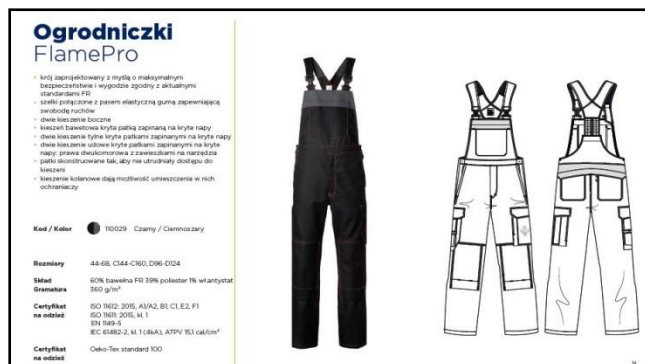 Ogrodniczki
FlamePro
krój zaprojektowany z myślą o maksymalnym
bezpieczeństwie i wygodzie zgodny z aktualnymi
standardami FR
szelki połączone z pasem elastyczną gumą zapewniającą
swobodę ruchów
dwie kieszenie boczne
kieszeń bawetowa kryta patką zapinaną na kryte napy
dwie kieszenie tylne kryte patkami zapinanymi na kryte napy
dwie kieszenie udowe kryte patkami zapinanymi na kryte
napy; prawa dwukomorowa z zawieszkami na narzędzia
patki skonstruowane tak, aby nie utrudniały dostępu do
kieszeni
kieszenie kolanowe dają możliwość umieszczenia w nich
ochraniaczy
Kod / Kolor 110029 Czarny / Ciemnoszary
Rozmiary 44-68, C144-C160, D96-D124
Skład 60% bawełna FR 39% poliester 1% wł.antystat
Gramatura 360 g/m²
Certyfikat ISO 11612: 2015, A1/A2, B1, C1, E2, F1
na odzież ISO 11611: 2015, kl. 1
EN 1149-5
IEC 61482-2, kl. 1 (4kA), ATPV 15,1 cal/cm²
Certyfikat Oeko-Tex standard 100
na odzież